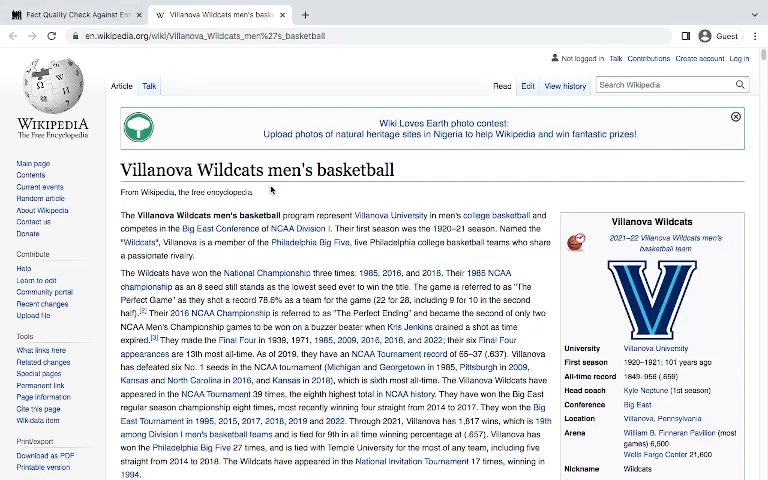 Fact Quality Check Against En
Villanova Wildcats men's bask
en.wikipedia.org/wiki/Villanova_Wildcats_men%27s_basketball
Guest
Not logged in Talk Contributions Create account Log in
Article Talk
Read Edit View history
Search Wikipedia
WIKIPEDIA
The Free Encyclopedia
Main page
Contents
Current events
Random article
About Wikipedia
Contact us
Donate
Contribute
Help
Learn to edit
Community portal
Recent changes
Upload file
Tools
What links here
Related changes
Special pages
Permanent link
Page information
Cite this page
Wikidata item
Print/export
Download as PDF
Printable version
Wiki Loves Earth photo contest:
Upload photos of natural heritage sites in Nigeria to help Wikipedia and win fantastic prizes!
Villanova Wildcats men's basketball
From Wikipedia, the free encyclopedia
The Villanova Wildcats men's basketball program represent Villanova University in men's college basketball and
competes in the Big East Conference of NCAA Division I. Their first season was the 1920–21 season. Named the
"Wildcats", Villanova is a member of the Philadelphia Big Five, five Philadelphia college basketball teams who share
a passionate rivalry.
The Wildcats have won the National Championship three times: 1985, 2016, and 2018. Their 1985 NCAA
championship as an 8 seed still stands as the lowest seed ever to win the title. The game is referred to as "The
Perfect Game" as they shot a record 78.6% as a team for the game (22 for 28, including 9 for 10 in the second
half).[2] Their 2016 NCAA Championship is referred to as "The Perfect Ending" and became the second of only two
NCAA Men's Championship games to be won on a buzzer beater when Kris Jenkins drained a shot as time
expired.[3] They made the Final Four in 1939, 1971, 1985, 2009, 2016, 2018, and 2022; their six Final Four
appearances are 13th most all-time. As of 2019, they have an NCAA Tournament record of 65–37 (.637). Villanova
has defeated six No. 1 seeds in the NCAA tournament (Michigan and Georgetown in 1985, Pittsburgh in 2009,
Kansas and North Carolina in 2016, and Kansas in 2018), which is sixth most all-time. The Villanova Wildcats have
appeared in the NCAA Tournament 39 times, the eighth highest total in NCAA history. They have won the Big East
regular season championship eight times, most recently winning four straight from 2014 to 2017. They won the Big
East Tournament in 1995, 2015, 2017, 2018, 2019 and 2022. Through 2021, Villanova has 1,817 wins, which is 19th
among Division I men's basketball teams and is tied for 9th in all time winning percentage at (.657). Villanova has
won the Philadelphia Big Five 27 times, and is tied with Temple University for the most of any team, including five
straight from 2014 to 2018. The Wildcats have appeared in the National Invitation Tournament 17 times, winning in
1994.
Villanova Wildcats
2021–22 Villanova Wildcats men's
basketball team
V
University Villanova University
First season 1920–1921; 101 years ago
All-time record 1849–956 (.659)
Head coach Kyle Neptune (1st season)
Conference Big East
Location Villanova, Pennsylvania
Arena William B. Finneran Pavilion (most
games) 6,500
Wells Fargo Center 21,600
Nickname Wildcats